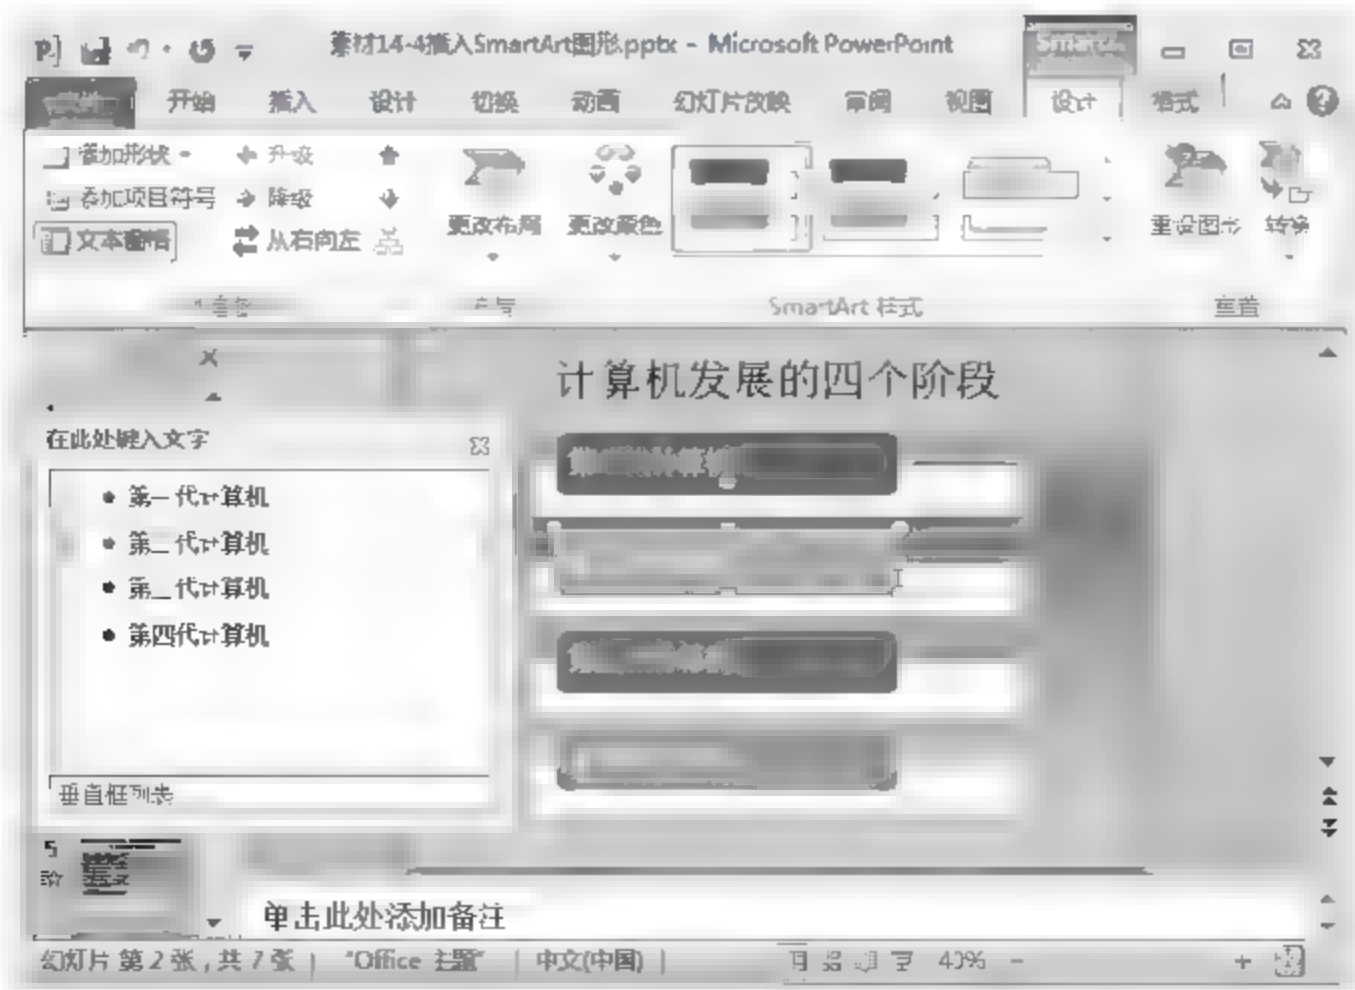 素材14-4插入SmartArt图形.pptx - Microsoft PowerPoint
开始 插入 设计 切换 动画 幻灯片放映 审阅 视图 设计 格式
添加形状 升级
添加项目符号 降级
文本窗格 从右向左 更改布局 更改颜色 重设图形 转换
SmartArt 样式 重置
计算机发展的四个阶段
在此处键入文字
第一代计算机
第二代计算机
第三代计算机
第四代计算机
垂直框列表
5
单击此处添加备注
幻灯片 第 2 张 , 共 7 张 "Office 主题" 中文(中国) 40%